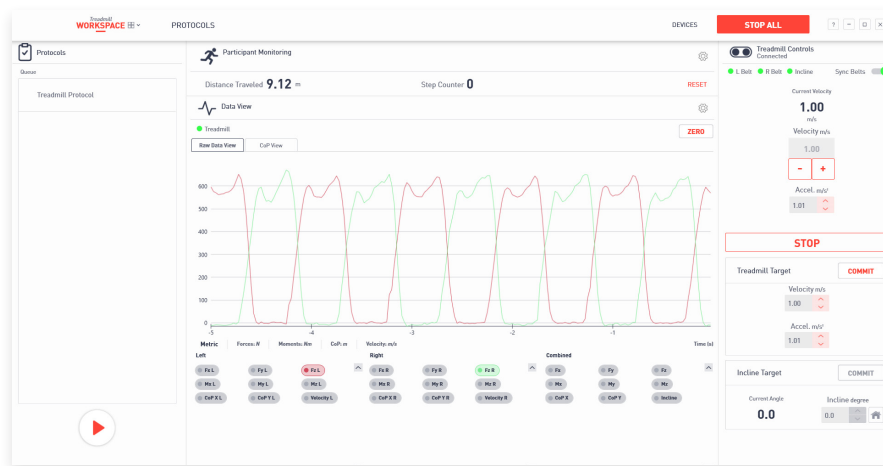 Treadmill
WORKSPACE
PROTOCOLS
DEVICES
STOP ALL
?
Protocols
Queue
Treadmill Protocol
Participant Monitoring
Distance Traveled 9.12 m
Step Counter 0
RESET
Data View
Treadmill
ZERO
Raw Data View
CoP View
600
500
400
300
200
100
0
-5 -4 -3 -2 -1
Metric Forces: N Moments: Nm CoP: m Velocity: m/s Time (s)
Left Right Combined
Fx L Fy L Fz L Fx R Fy R Fz R Fx Fy Fz
Mx L My L Mz L Mx R My R Mz R Mx My Mz
CoP X L CoP Y L Velocity L CoP X R CoP Y R Velocity R CoP X CoP Y Incline
Treadmill Controls
Connected
L Belt R Belt Incline Sync Belts
Current Velocity
1.00
m/s
Velocity m/s
1.00
- +
Accel. m/s²
1.01
STOP
Treadmill Target
COMMIT
Velocity m/s
1.00
Accel. m/s²
1.01
Incline Target
COMMIT
Current Angle
0.0
Incline degree
0.0